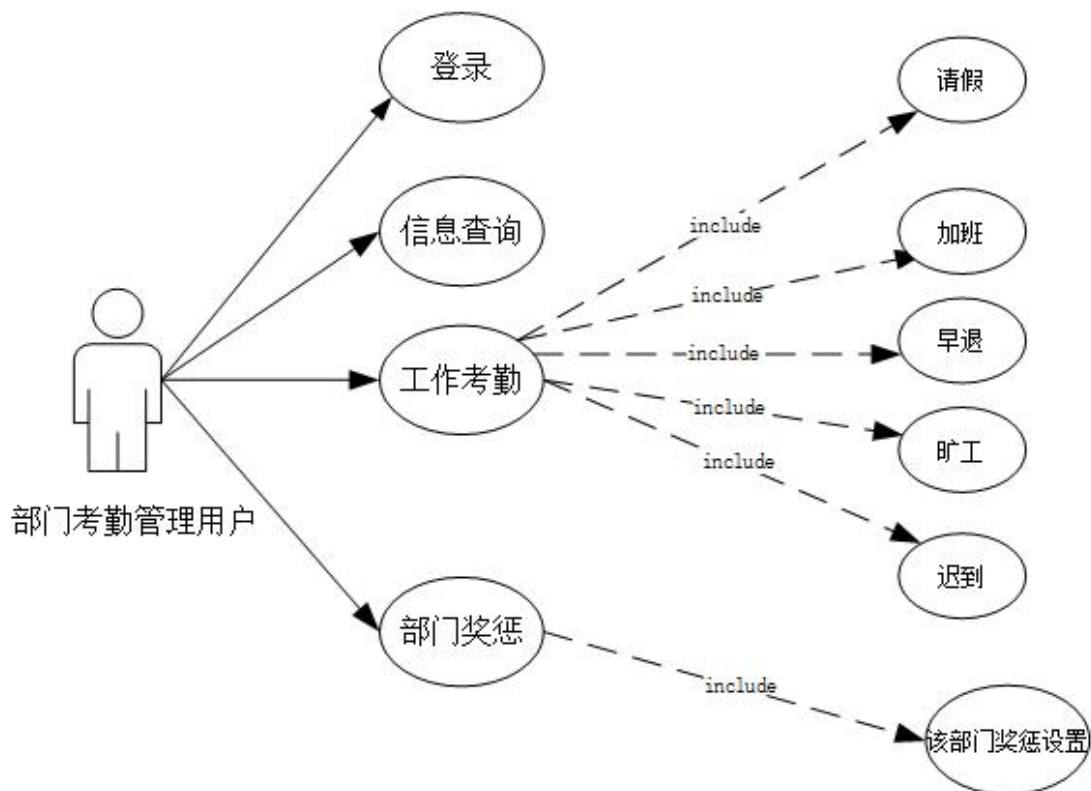 登录
请假
信息查询
include
加班
include
工作考勤
include
早退
include
旷工
include
部门考勤管理用户
迟到
部门奖惩
include
该部门奖惩设置